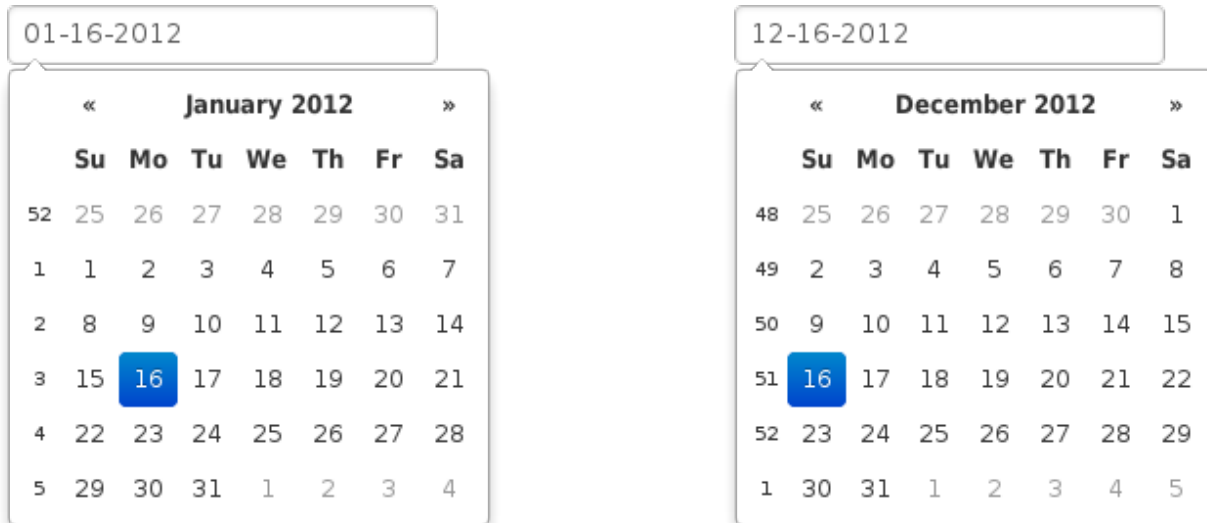 01-16-2012
« January 2012 »
Su Mo Tu We Th Fr Sa
52 25 26 27 28 29 30 31
1 1 2 3 4 5 6 7
2 8 9 10 11 12 13 14
3 15 16 17 18 19 20 21
4 22 23 24 25 26 27 28
5 29 30 31 1 2 3 4
12-16-2012
« December 2012 »
Su Mo Tu We Th Fr Sa
48 25 26 27 28 29 30 1
49 2 3 4 5 6 7 8
50 9 10 11 12 13 14 15
51 16 17 18 19 20 21 22
52 23 24 25 26 27 28 29
1 30 31 1 2 3 4 5